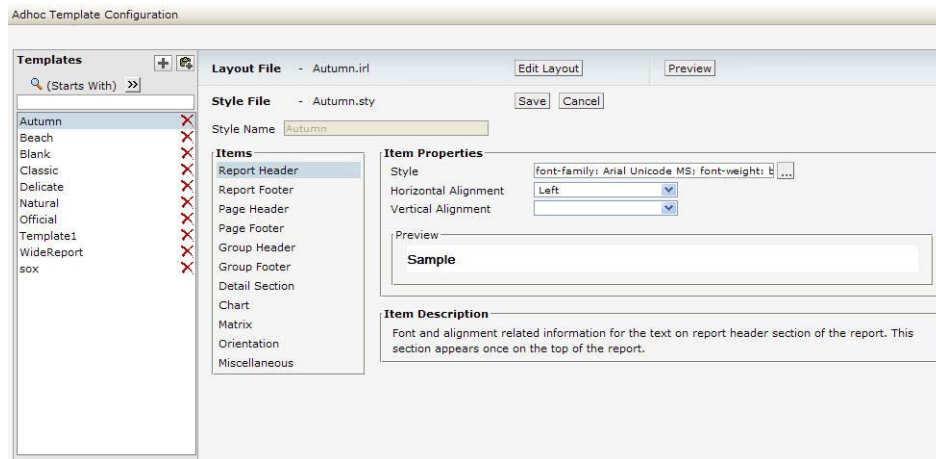 Adhoc Template Configuration
Templates
(Starts With) >>
Autumn
Beach
Blank
Classic
Delicate
Natural
Official
Template1
WideReport
sox
Layout File - Autumn.irl Edit Layout Preview
Style File - Autumn.sty Save Cancel
Style Name Autumn
Items
Report Header
Report Footer
Page Header
Page Footer
Group Header
Group Footer
Detail Section
Chart
Matrix
Orientation
Miscellaneous
Item Properties
Style font-family: Arial Unicode MS; font-weight: b ...
Horizontal Alignment Left
Vertical Alignment
Preview
Sample
Item Description
Font and alignment related information for the text on report header section of the report. This
section appears once on the top of the report.